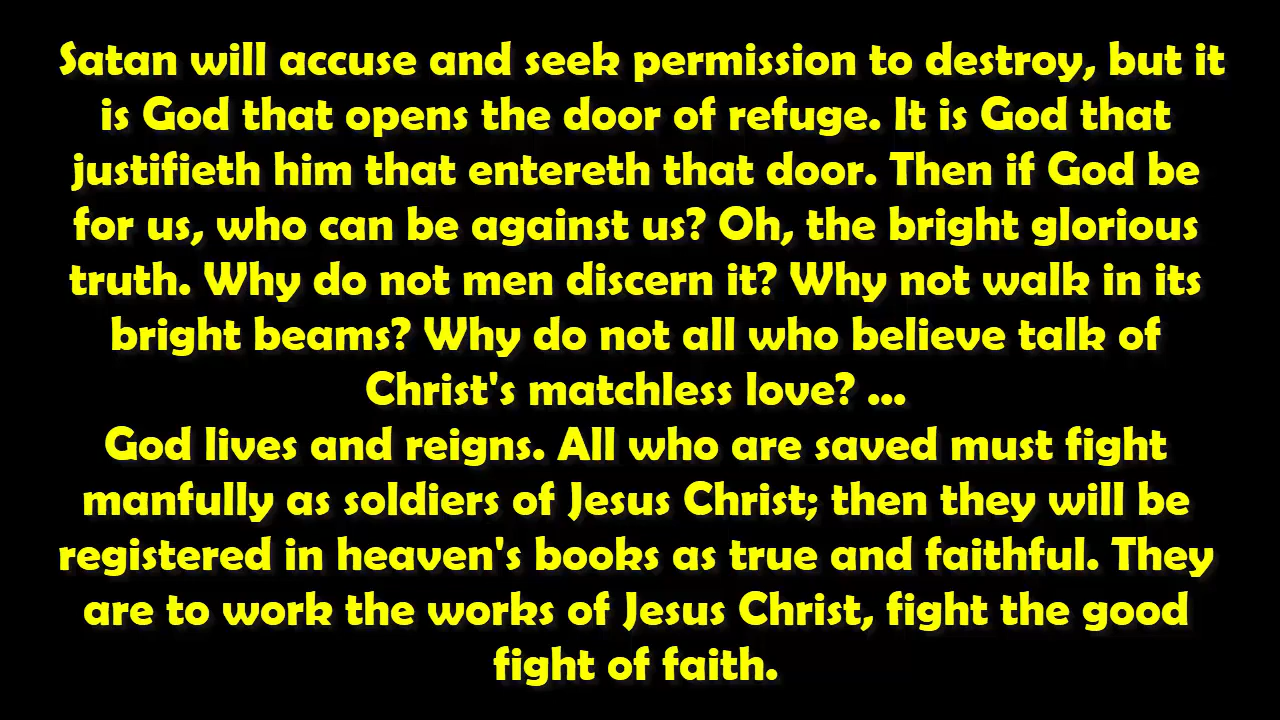 Satan will accuse and seek permission to destroy, but it
is God that opens the door of refuge. It is God that
justifieth him that entereth that door. Then if God be
for us, who can be against us? Oh, the bright glorious
truth. Why do not men discern it? Why not walk in its
bright beams? Why do not all who believe talk of
Christ's matchless love? ...
God lives and reigns. All who are saved must fight
manfully as soldiers of Jesus Christ; then they will be
registered in heaven's books as true and faithful. They
are to work the works of Jesus Christ, fight the good
fight of faith.